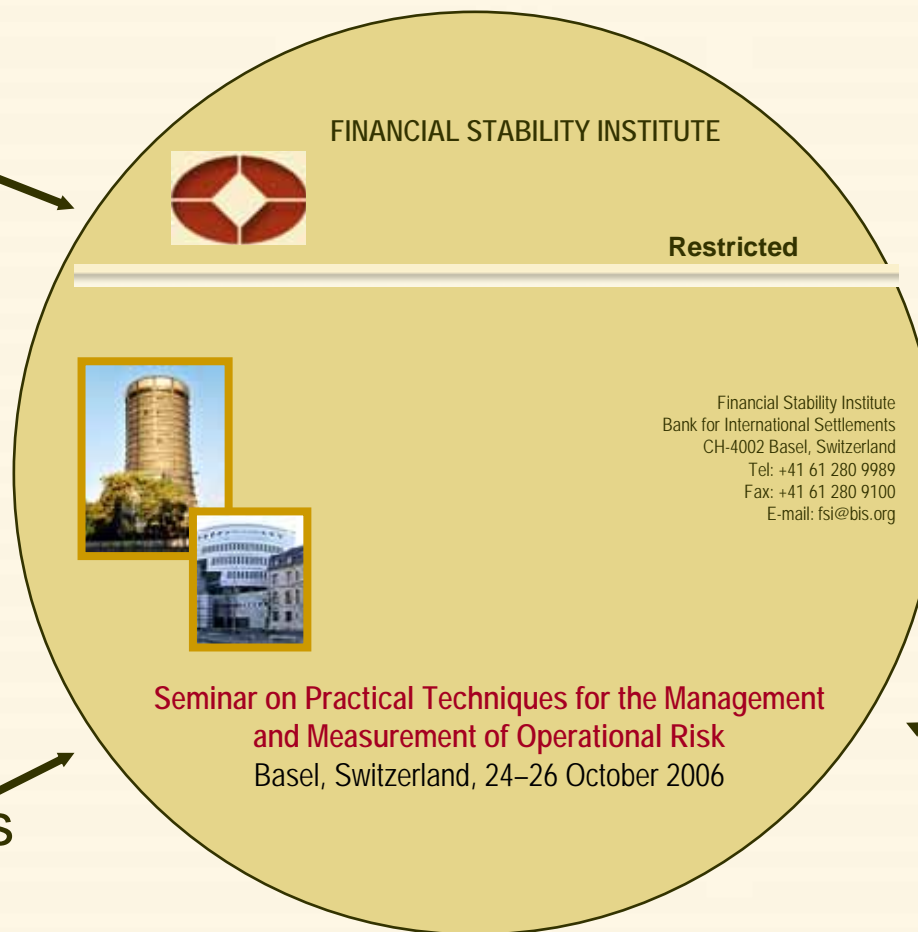 FINANCIAL STABILITY INSTITUTE
Restricted
Financial Stability Institute
Bank for International Settlements
CH-4002 Basel, Switzerland
Tel: +41 61 280 9989
Fax: +41 61 280 9100
E-mail: fsi@bis.org
Seminar on Practical Techniques for the Management
and Measurement of Operational Risk
Basel, Switzerland, 24–26 October 2006
s